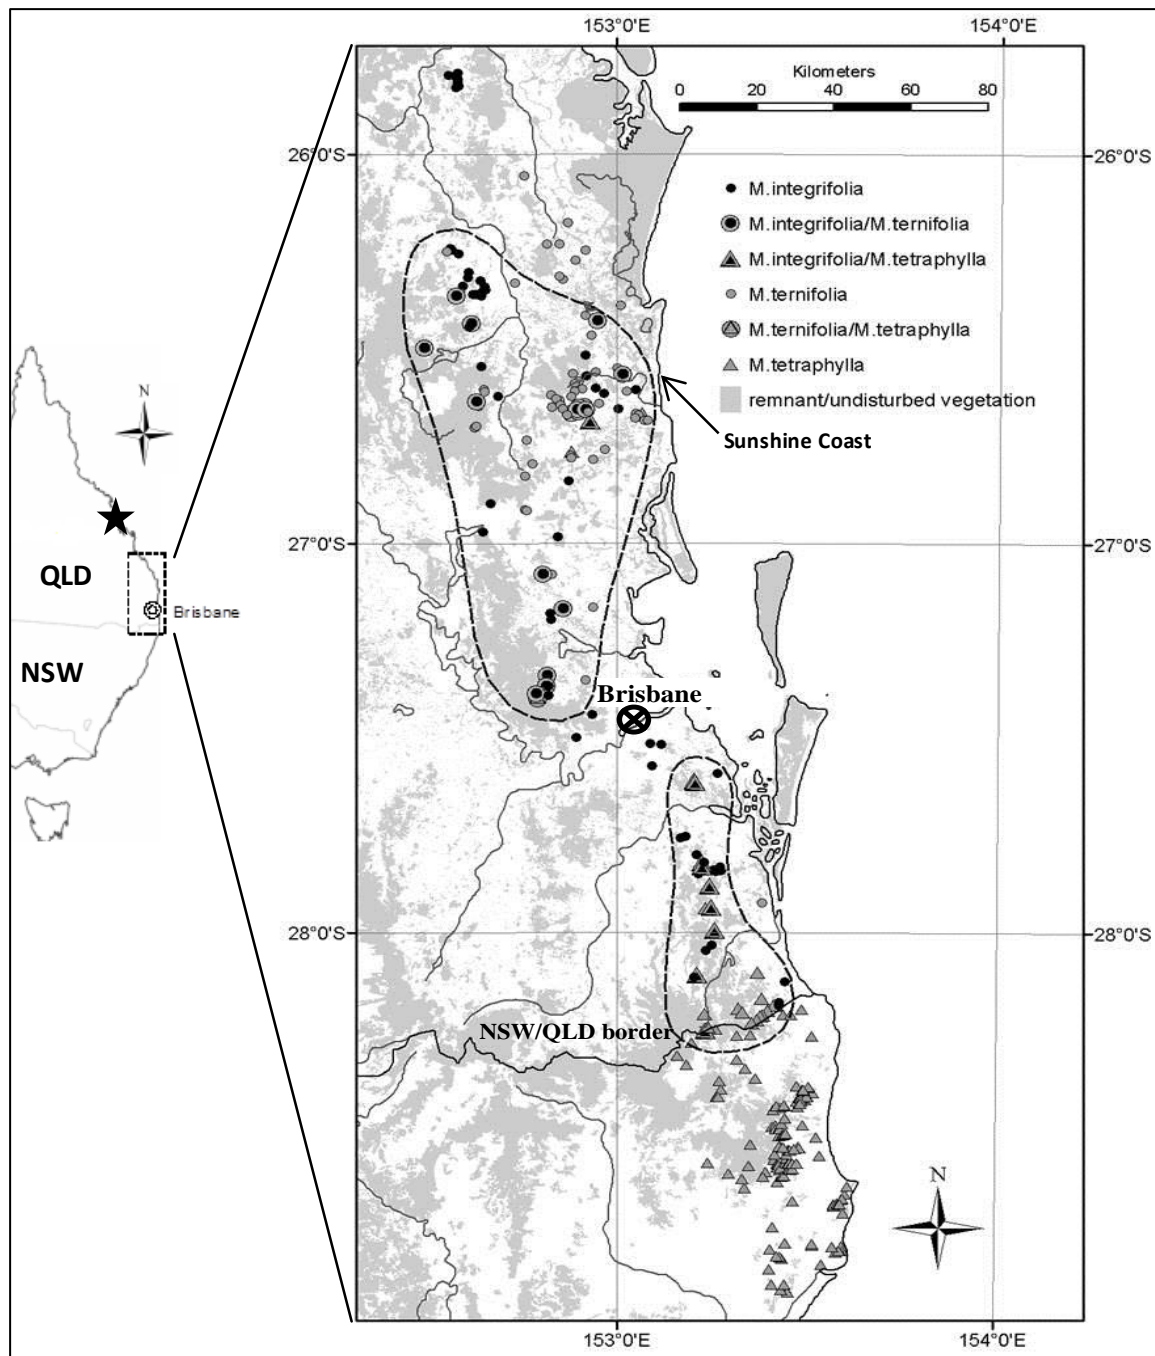 153°0'E
154°0'E
Kilometers
0 20 40 60 80
26°0'S
26°0'S
M.integrifolia
M.integrifolia/M.ternifolia
M.integrifolia/M.tetraphylla
M.ternifolia
M.ternifolia/M.tetraphylla
M.tetraphylla
remnant/undisturbed vegetation
Sunshine Coast
N
27°0'S
27°0'S
QLD
Brisbane
NSW
Brisbane
28°0'S
28°0'S
NSW/QLD border
N
153°0'E
154°0'E